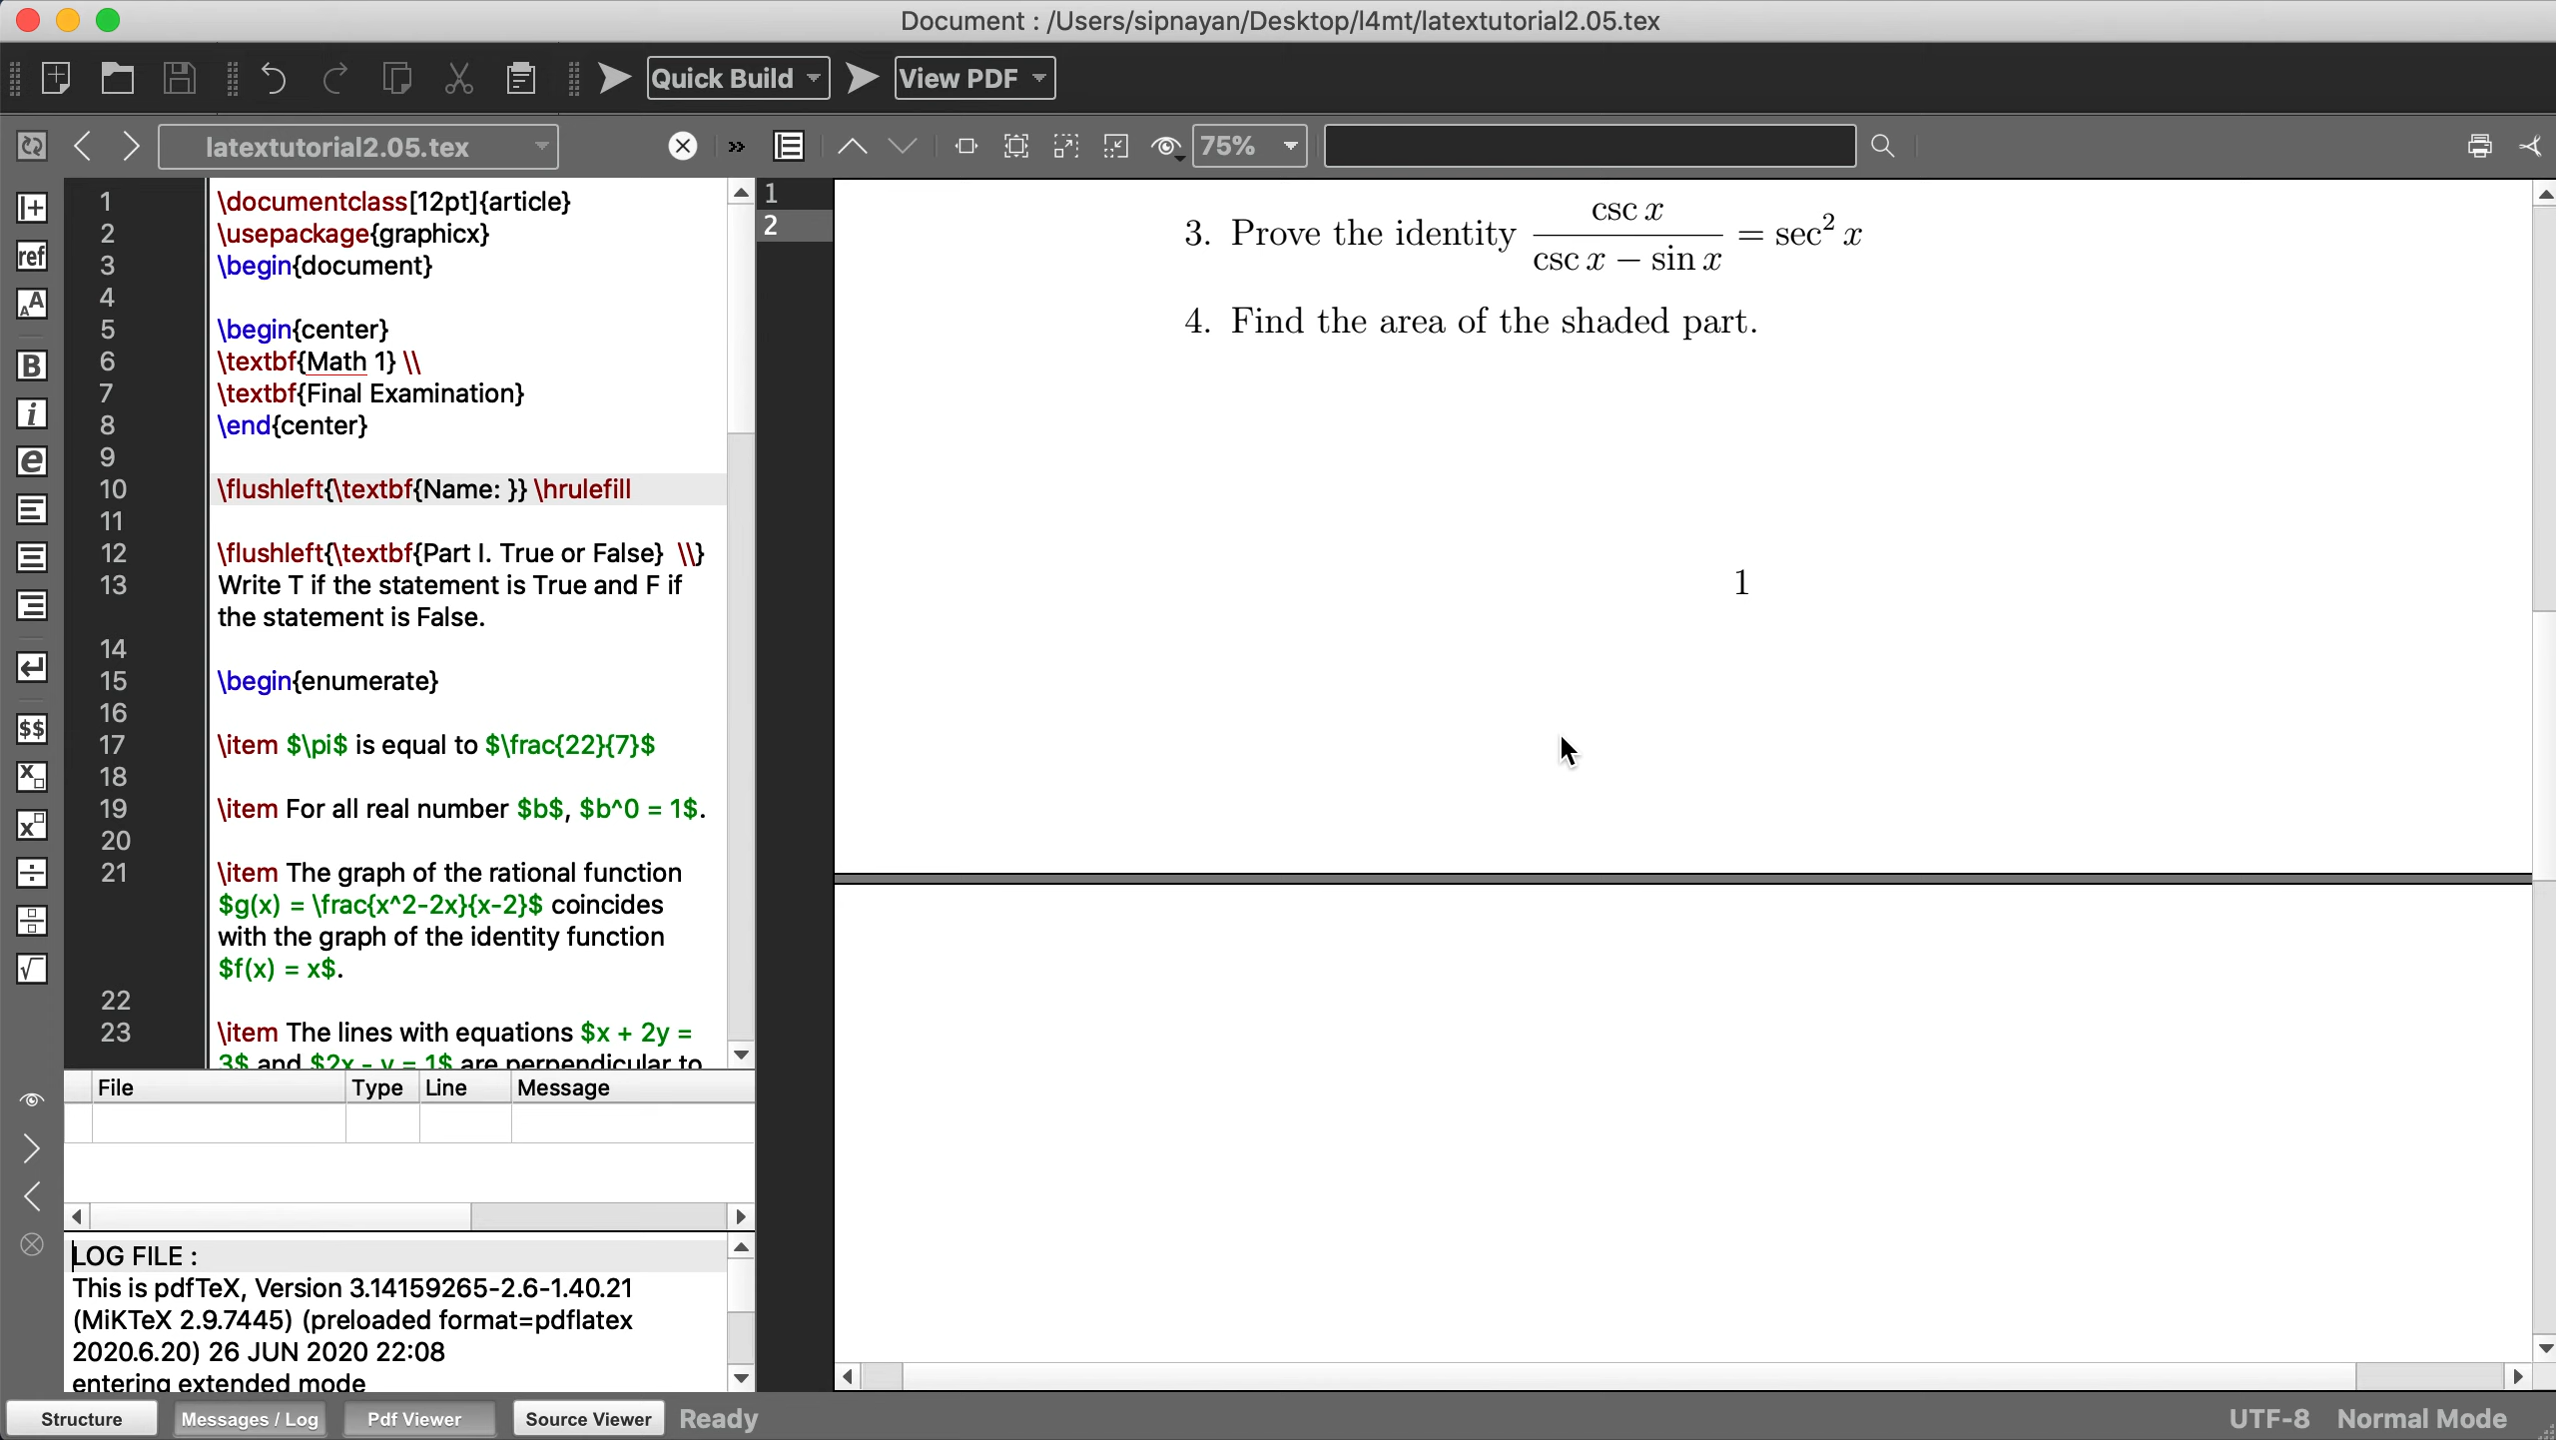 Document : /Users/sipnayan/Desktop/l4mt/latextutorial2.05.tex
Quick Build
View PDF
latextutorial2.05.tex
»
75%
ref
A A
B
i
e
$$
x
x
÷
√
1 \documentclass[12pt]{article}
2 \usepackage{graphicx}
3 \begin{document}
4
5 \begin{center}
6 \textbf{Math 1} \\
7 \textbf{Final Examination}
8 \end{center}
9
10 \flushleft{\textbf{Name: }} \hrulefill
11
12 \flushleft{\textbf{Part I. True or False} \\}
13 Write T if the statement is True and F if
the statement is False.
14
15 \begin{enumerate}
16
17 \item $\pi$ is equal to $\frac{22}{7}$
18
19 \item For all real number $b$, $b^0 = 1$.
20
21 \item The graph of the rational function
$g(x) = \frac{x^2-2x}{x-2}$ coincides
with the graph of the identity function
$f(x) = x$.
22
23 \item The lines with equations $x + 2y =
3$ and $2x - y = 1$ are perpendicular to
File Type Line Message
LOG FILE :
This is pdfTeX, Version 3.14159265-2.6-1.40.21
(MiKTeX 2.9.7445) (preloaded format=pdflatex
2020.6.20) 26 JUN 2020 22:08
entering extended mode
1
2
3. Prove the identity csc x / csc x − sin x = sec² x
4. Find the area of the shaded part.
1
Structure
Messages / Log
Pdf Viewer
Source Viewer
Ready
UTF-8
Normal Mode